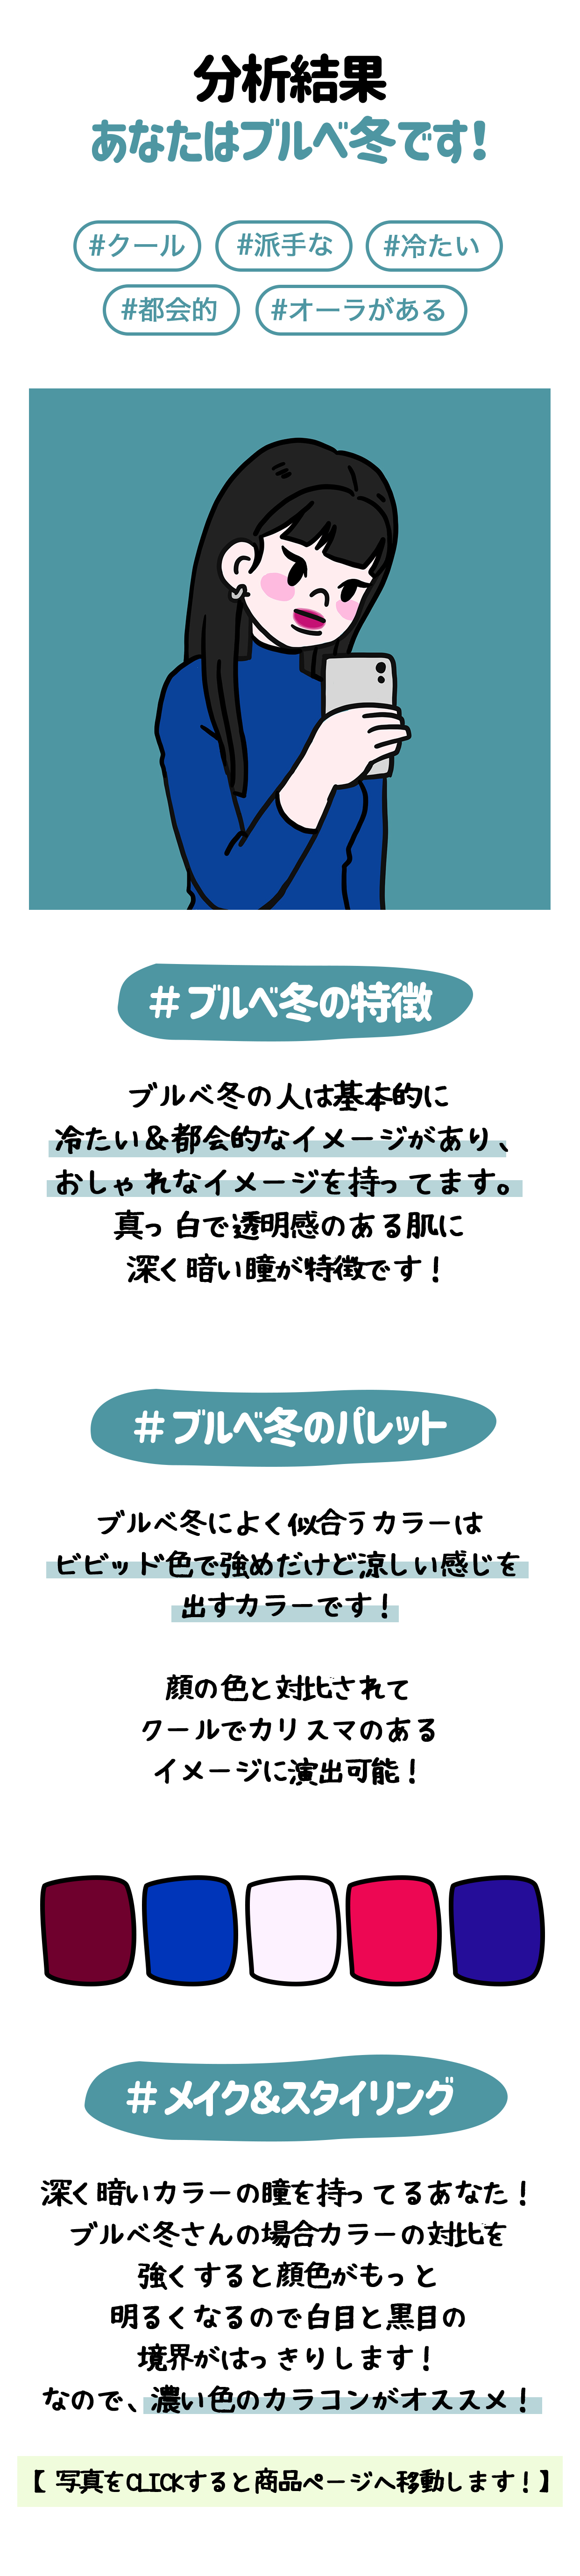 分析結果
あなたはブルベ冬です!
#クール #派手な #冷たい
#都会的 #オーラがある
#ブルベ冬の特徴
ブルベ冬の人は基本的に
冷たい&都会的なイメージがあり、
おしゃれなイメージを持ってます。
真っ白で透明感のある肌に
深く暗い瞳が特徴です!
#ブルベ冬のパレット
ブルベ冬によく似合うカラーは
ビビッド色で強めだけど涼しい感じを
出すカラーです!
顔の色と対比されて
クールでカリスマのある
イメージに演出可能!
#メイク&スタイリング
深く暗いカラーの瞳を持ってるあなた!
ブルベ冬さんの場合カラーの対比を
強くすると顔色がもっと
明るくなるので白目と黒目の
境界がはっきりします!
なので、濃い色のカラコンがオススメ!
【 写真をCLICKすると商品ページへ移動します!】